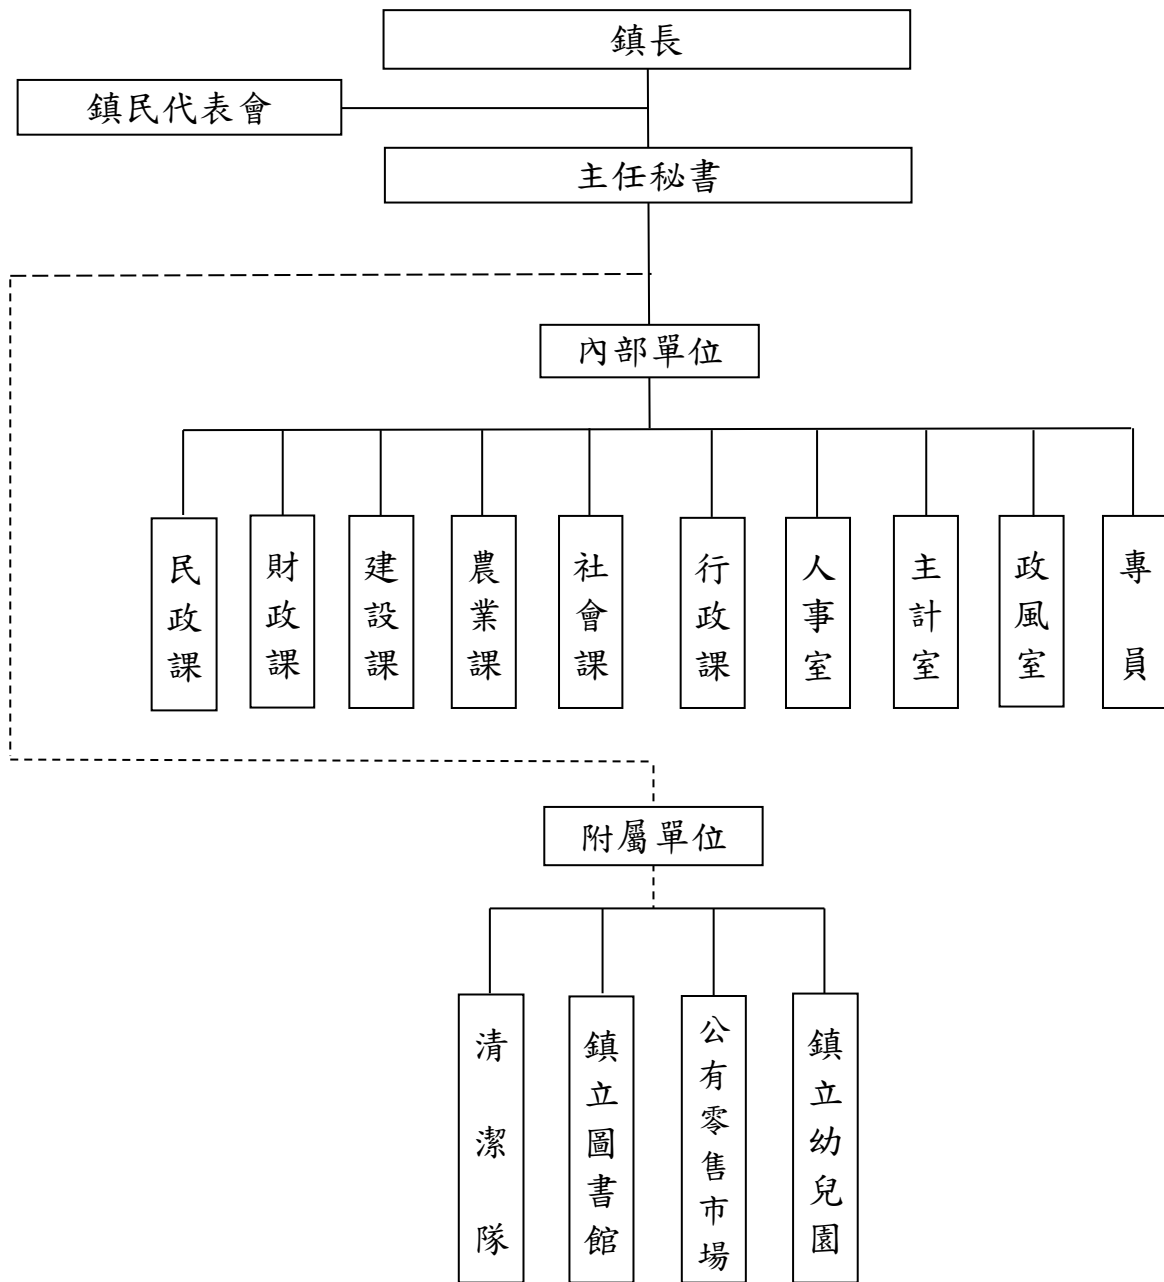 鎮長
鎮民代表會
主任秘書
內部單位
民政課
財政課
建設課
農業課
社會課
行政課
人事室
主計室
政風室
專員
附屬單位
清潔隊
鎮立圖書館
公有零售市場
鎮立幼兒園